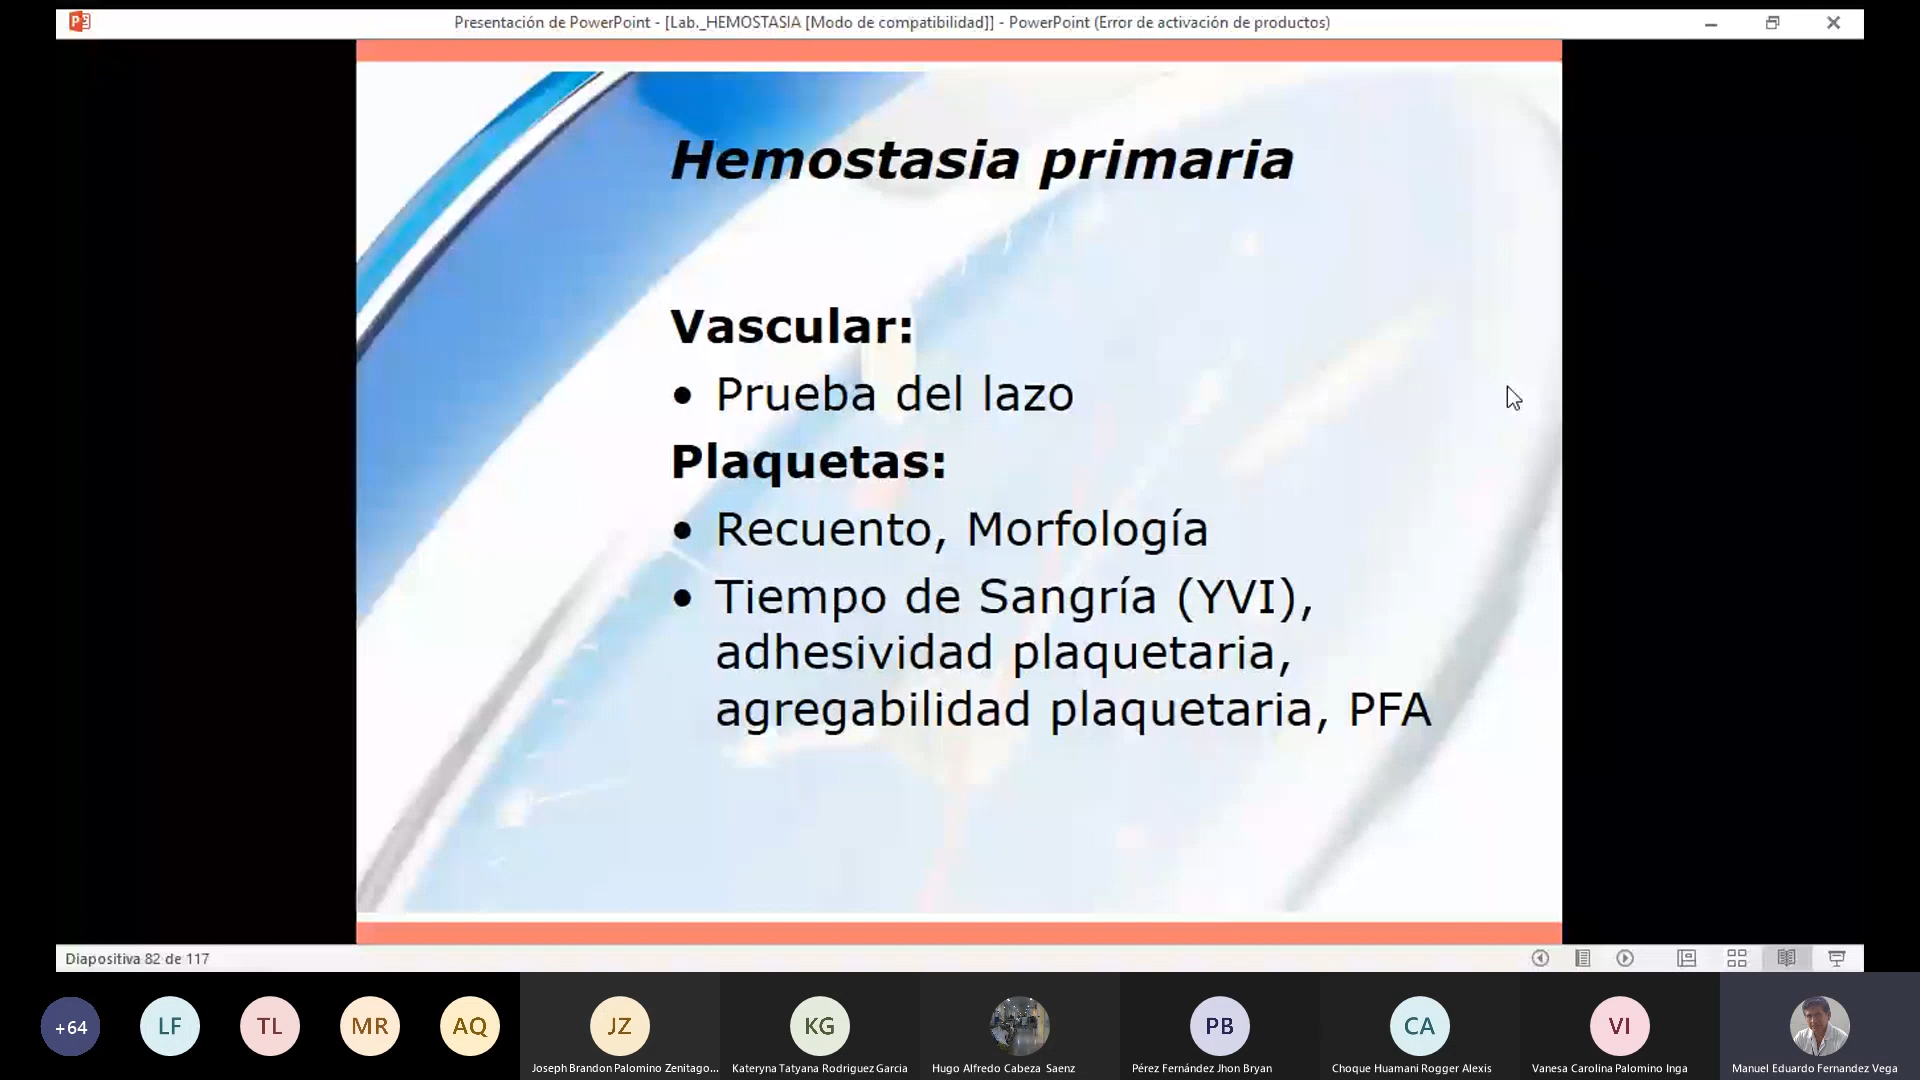 Presentación de PowerPoint - [Lab._HEMOSTASIA [Modo de compatibilidad]] - PowerPoint (Error de activación de productos)
Hemostasia primaria
Vascular:
• Prueba del lazo
Plaquetas:
• Recuento, Morfología
• Tiempo de Sangría (YVI),
adhesividad plaquetaria,
agregabilidad plaquetaria, PFA
Diapositiva 82 de 117
+64
LF
TL
MR
AQ
JZ
KG
PB
CA
VI
Joseph Brandon Palomino Zenitago...
Kateryna Tatyana Rodriguez Garcia
Hugo Alfredo Cabeza Saenz
Pérez Fernández Jhon Bryan
Choque Huamani Rogger Alexis
Vanesa Carolina Palomino Inga
Manuel Eduardo Fernandez Vega